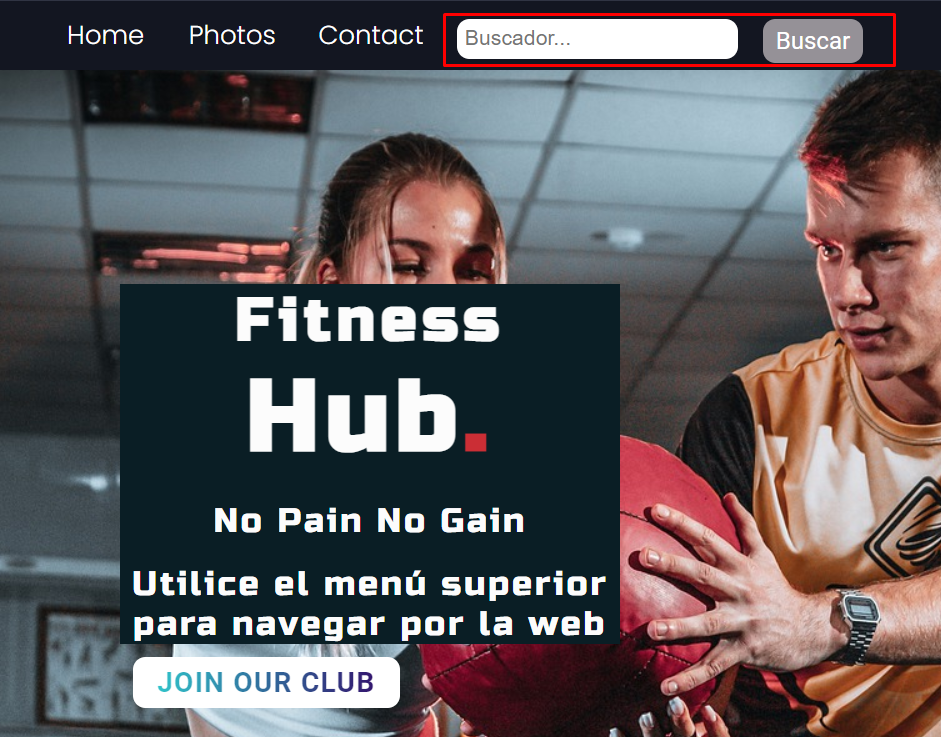 Home Photos Contact Buscador... Buscar
Fitness
Hub.
No Pain No Gain
Utilice el menú superior
para navegar por la web
JOIN OUR CLUB